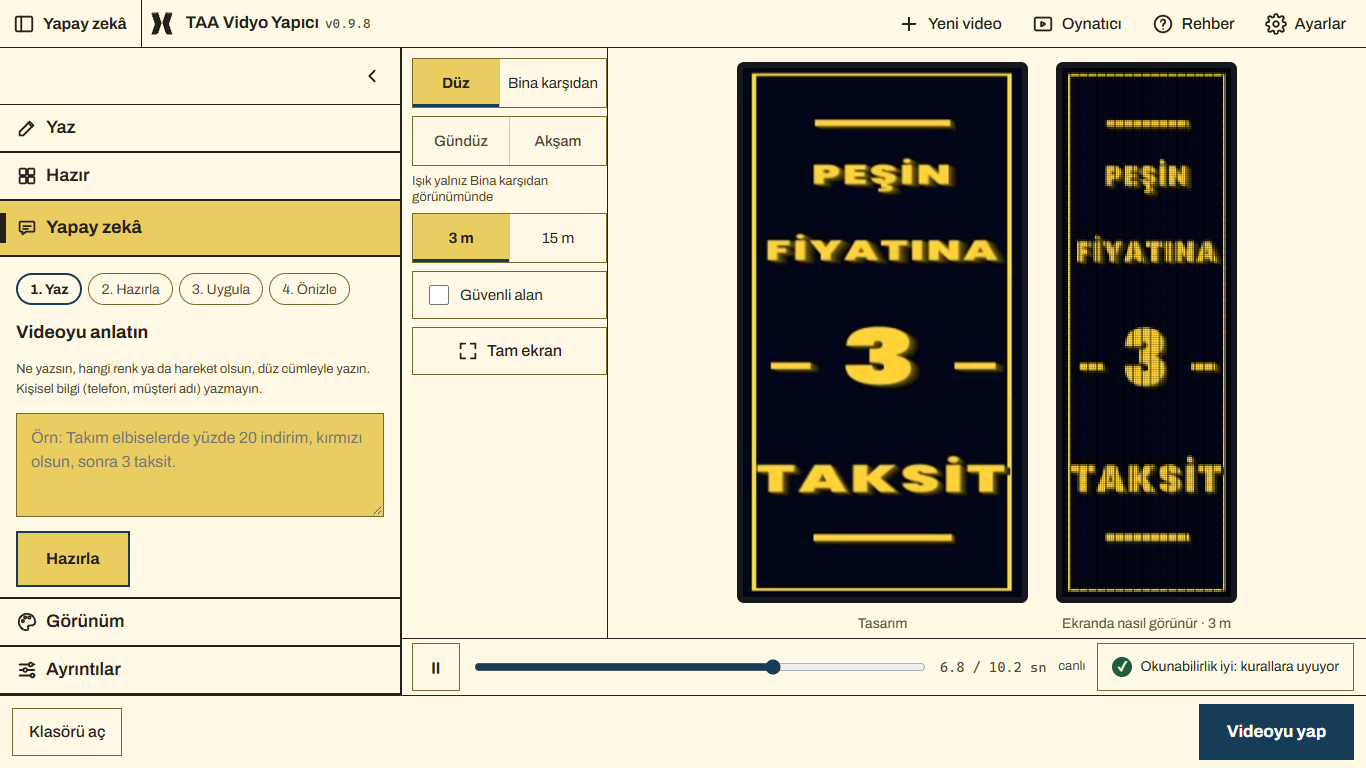 Yapay zekâ
TAA Vidyo Yapıcı v0.9.8
Yeni video
Oynatıcı
Rehber
Ayarlar
Yaz
Hazır
Yapay zekâ
1. Yaz
2. Hazırla
3. Uygula
4. Önizle
Videoyu anlatın
Ne yazsın, hangi renk ya da hareket olsun, düz cümleyle yazın.
Kişisel bilgi (telefon, müşteri adı) yazmayın.
Örn: Takım elbiselerde yüzde 20 indirim, kırmızı
olsun, sonra 3 taksit.
Hazırla
Görünüm
Ayrıntılar
Düz
Bina karşıdan
Gündüz
Akşam
Işık yalnız Bina karşıdan
görünümünde
3 m
15 m
Güvenli alan
Tam ekran
PEŞİN
FİYATINA
3
TAKSİT
Tasarım
PEŞİN
FİYATINA
3
TAKSİT
Ekranda nasıl görünür · 3 m
6.8 / 10.2 sn
canlı
Okunabilirlik iyi: kurallara uyuyor
Klasörü aç
Videoyu yap